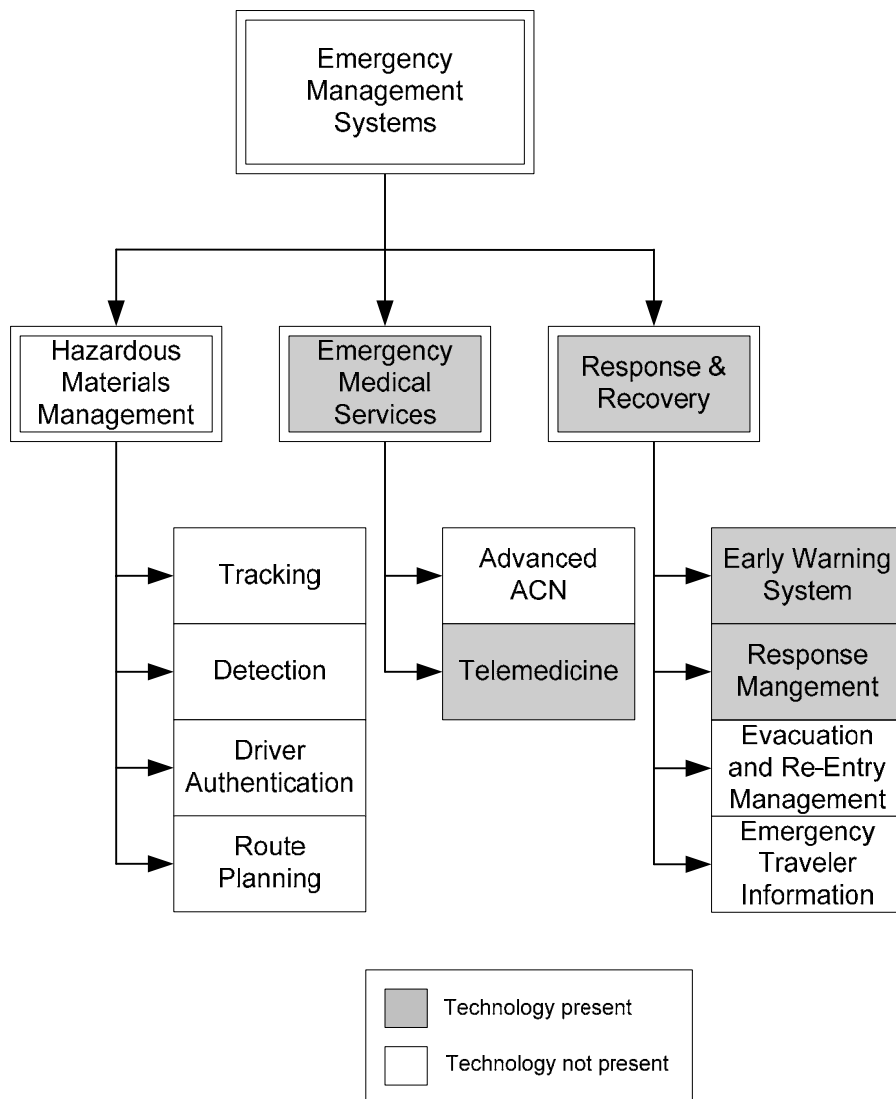 Emergency
Management
Systems
Hazardous
Materials
Management
Emergency
Medical
Services
Response &
Recovery
Tracking
Detection
Driver
Authentication
Route
Planning
Advanced
ACN
Telemedicine
Early Warning
System
Response
Mangement
Evacuation
and Re-Entry
Management
Emergency
Traveler
Information
Technology present
Technology not present